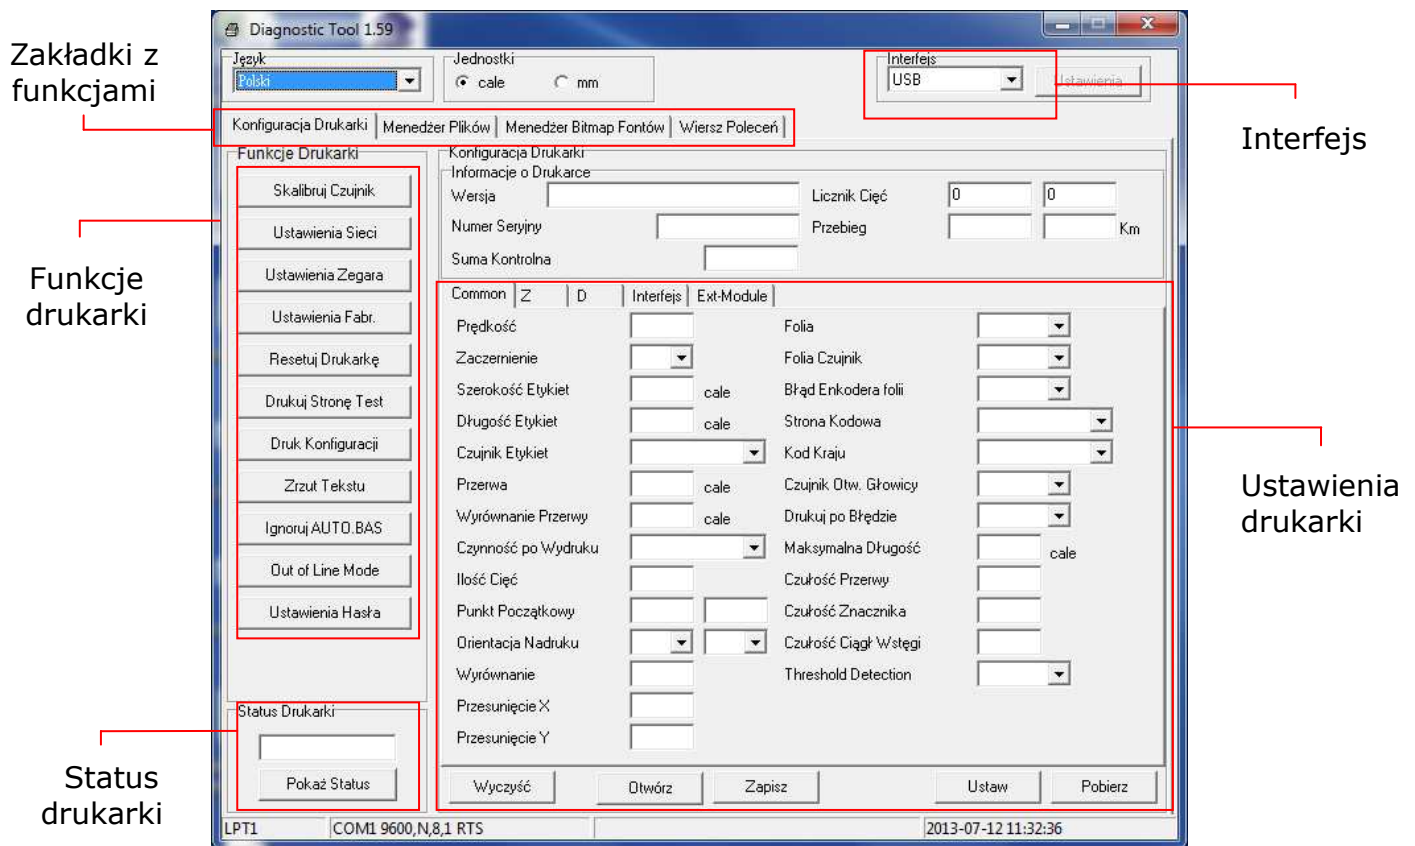 Diagnostic Tool 1.59
Zakładki z
funkcjami
Język
Polski
Jednostki
cale
mm
Interfejs
USB
Ustawienia
Interfejs
Konfiguracja Drukarki
Menedżer Plików
Menedżer Bitmap Fontów
Wiersz Poleceń
Funkcje Drukarki
Skalibruj Czujnik
Ustawienia Sieci
Ustawienia Zegara
Ustawienia Fabr.
Resetuj Drukarkę
Drukuj Stronę Test
Druk Konfiguracji
Zrzut Tekstu
Ignoruj AUTO.BAS
Out of Line Mode
Ustawienia Hasła
Funkcje
drukarki
Status Drukarki
Pokaż Status
Status
drukarki
Konfiguracja Drukarki
Informacje o Drukarce
Wersja
Licznik Cięć
0
0
Numer Seryjny
Przebieg
Km
Suma Kontrolna
Common
Z
D
Interfejs
Ext-Module
Prędkość
Folia
Zaczernienie
Folia Czujnik
Szerokość Etykiet
cale
Błąd Enkodera folii
Długość Etykiet
cale
Strona Kodowa
Czujnik Etykiet
Kod Kraju
Przerwa
cale
Czujnik Otw. Głowicy
Wyrównanie Przerwy
cale
Drukuj po Błędzie
Czynność po Wydruku
Maksymalna Długość
cale
Ilość Cięć
Czułość Przerwy
Punkt Początkowy
Czułość Znacznika
Orientacja Nadruku
Czułość Ciągł Wstęgi
Wyrównanie
Threshold Detection
Przesunięcie X
Przesunięcie Y
Ustawienia
drukarki
Wyczyść
Otwórz
Zapisz
Ustaw
Pobierz
LPT1
COM1 9600,N,8,1 RTS
2013-07-12 11:32:36